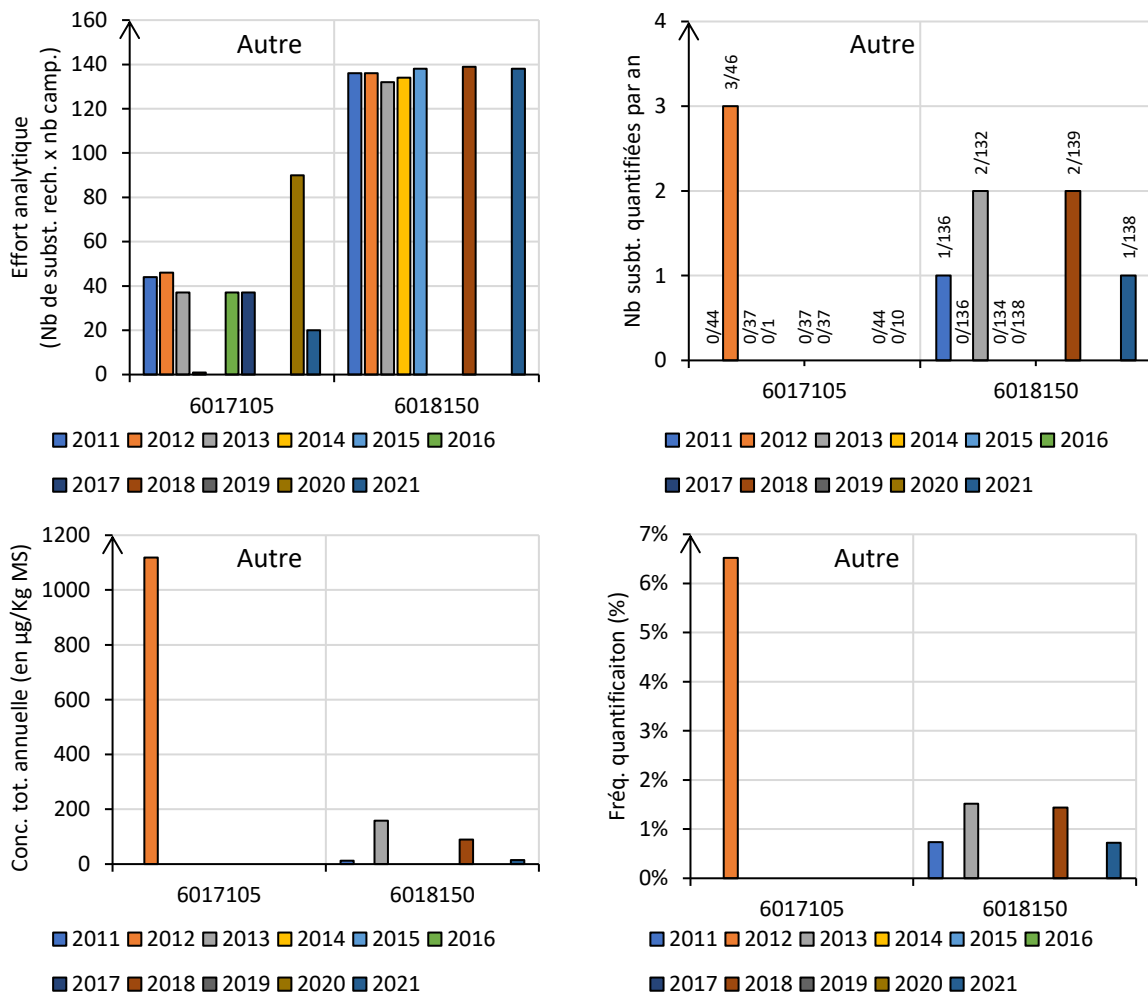 Autre
Effort analytique
(Nb de subst. rech. x nb camp.)
160
140
120
100
80
60
40
20
0
6017105 6018150
2011 2012 2013 2014 2015 2016
2017 2018 2019 2020 2021
Autre
Nb susbt. quantifiées par an
4
3
2
1
0
0/44
3/46
0/37
0/1
0/37
0/37
0/44
0/10
1/136
0/136
2/132
0/134
0/138
2/139
1/138
6017105 6018150
2011 2012 2013 2014 2015 2016
2017 2018 2019 2020 2021
Autre
Conc. tot. annuelle (en µg/Kg MS)
1200
1000
800
600
400
200
0
6017105 6018150
2011 2012 2013 2014 2015 2016
2017 2018 2019 2020 2021
Autre
Fréq. quantificaiton (%)
7%
6%
5%
4%
3%
2%
1%
0%
6017105 6018150
2011 2012 2013 2014 2015 2016
2017 2018 2019 2020 2021